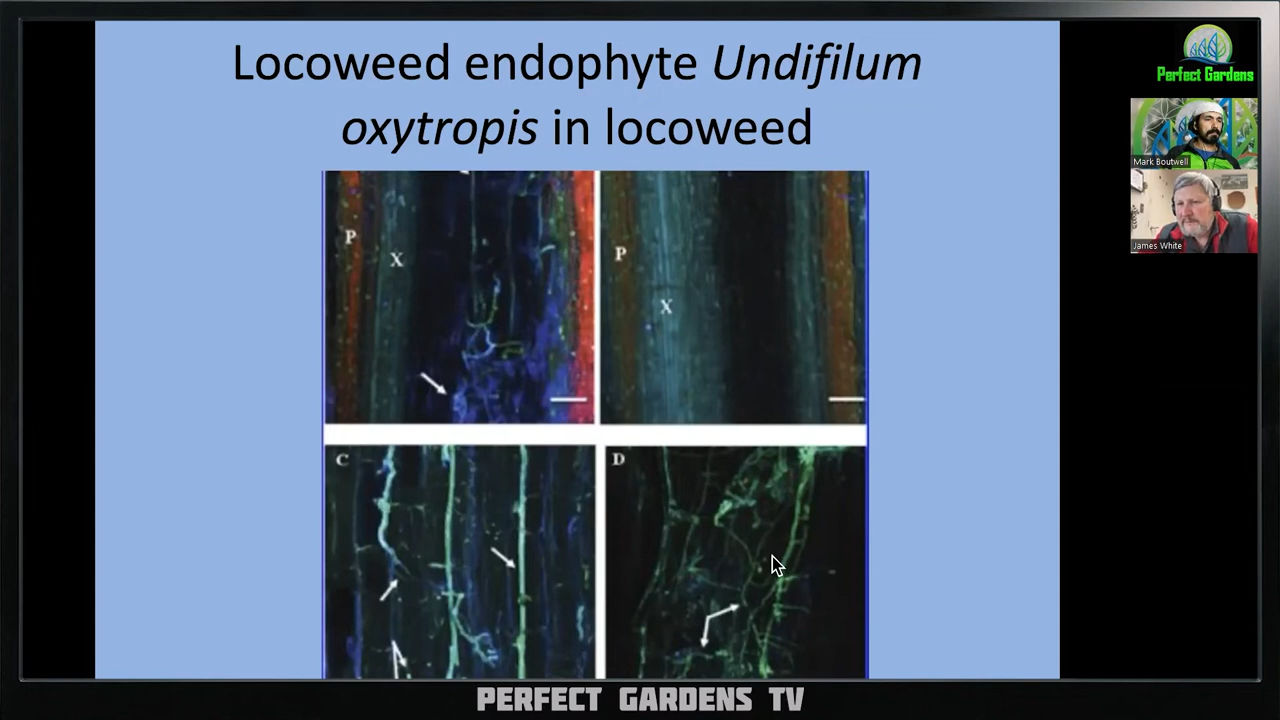 Locoweed endophyte Undifilum
oxytropis in locoweed
Perfect Gardens
Mark Boutwell
James White
P
X
P
X
C
D
PERFECT GARDENS TV